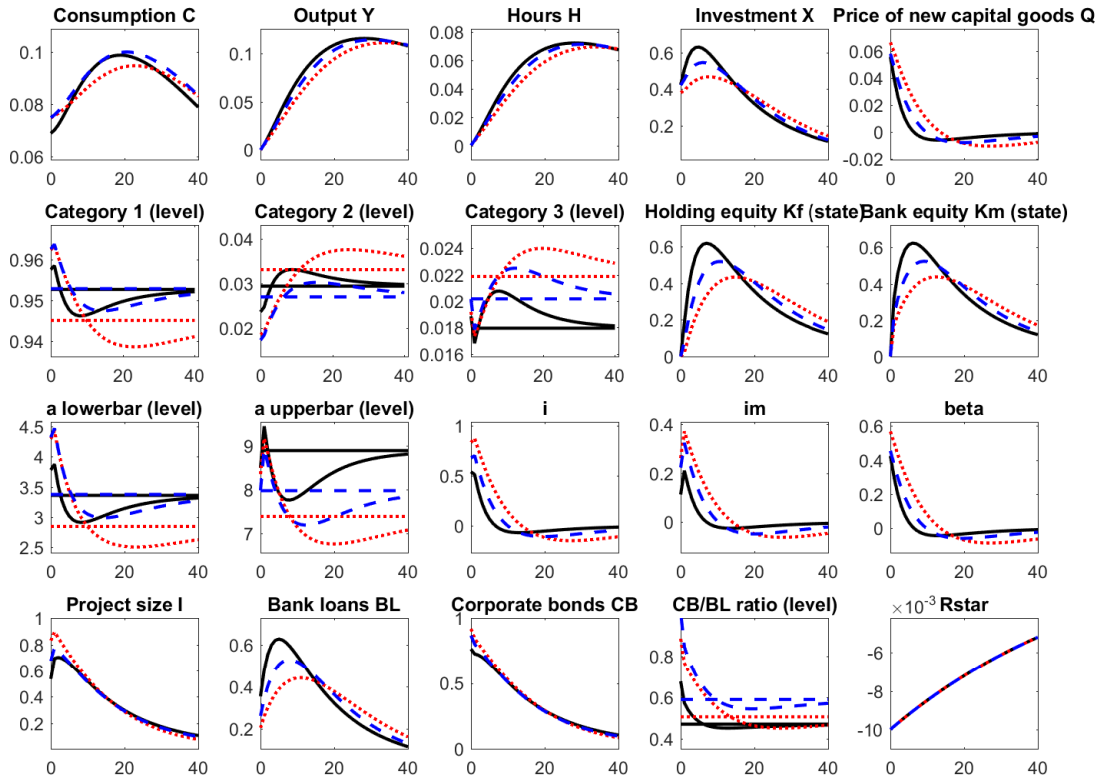 Consumption C
Output Y
Hours H
Investment X
Price of new capital goods Q
0.1
0.08
0.06
0 20 40
0.1
0.05
0
0 20 40
0.1
0.05
0
0 20 40
0.6
0.4
0.2
0 20 40
0.06
0.04
0.02
0
-0.02
0 20 40
Category 1 (level)
Category 2 (level)
Category 3 (level)
Holding equity Kf (state)
Bank equity Km (state)
0.96
0.95
0.94
0 20 40
0.04
0.03
0.02
0 20 40
0.024
0.022
0.02
0.018
0.016
0 20 40
0.6
0.4
0.2
0
0 20 40
0.6
0.4
0.2
0
0 20 40
a lowerbar (level)
a upperbar (level)
i
im
beta
4.5
4
3.5
3
2.5
0 20 40
9
8
7
0 20 40
1
0.5
0
0 20 40
0.4
0.2
0
0 20 40
0.6
0.4
0.2
0
0 20 40
Project size I
Bank loans BL
Corporate bonds CB
CB/BL ratio (level)
Rstar
1
0.8
0.6
0.4
0.2
0 20 40
0.8
0.6
0.4
0.2
0 20 40
1
0.5
0
0 20 40
0.8
0.6
0.4
0 20 40
×10-3
-6
-8
-10
0 20 40